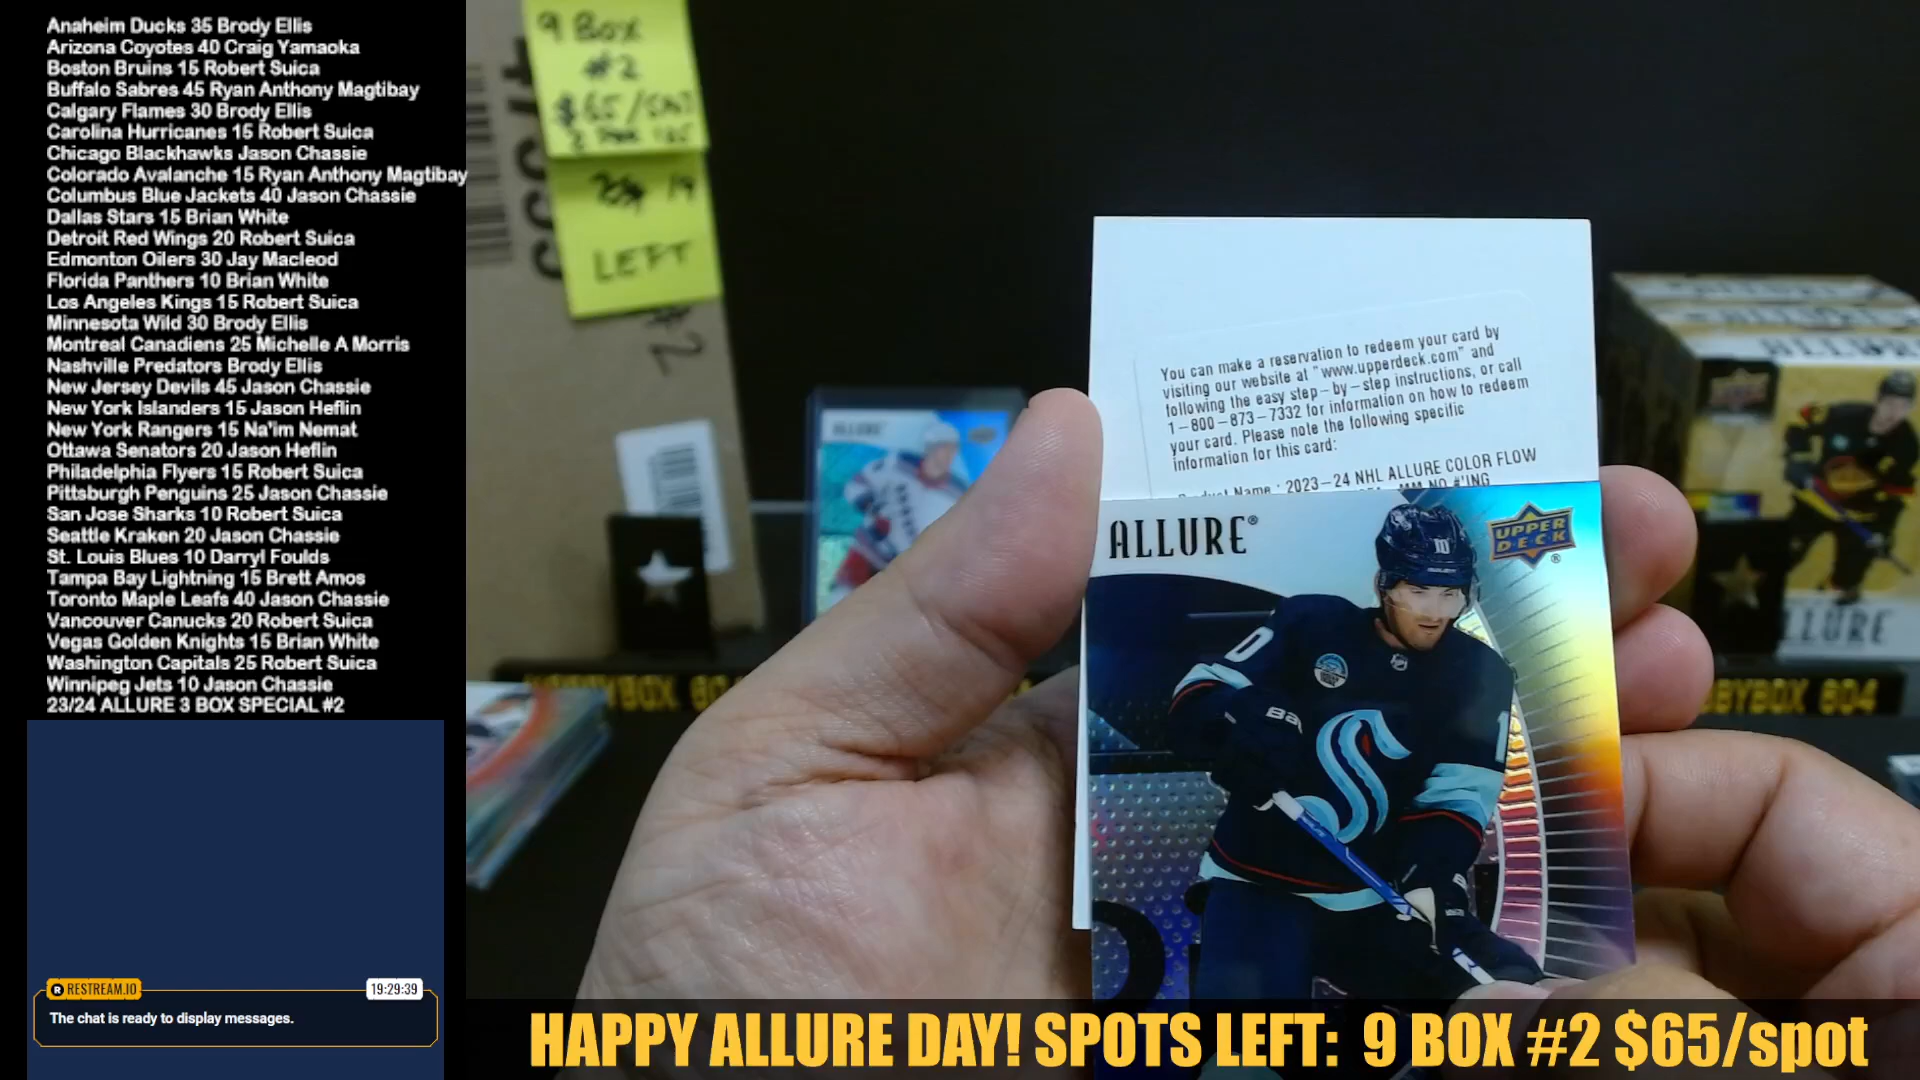 Anaheim Ducks 35 Brody Ellis
Arizona Coyotes 40 Craig Yamaoka
Boston Bruins 15 Robert Suica
Buffalo Sabres 45 Ryan Anthony Magtibay
Calgary Flames 30 Brody Ellis
Carolina Hurricanes 15 Robert Suica
Chicago Blackhawks Jason Chassie
Colorado Avalanche 15 Ryan Anthony Magtibay
Columbus Blue Jackets 40 Jason Chassie
Dallas Stars 15 Brian White
Detroit Red Wings 20 Robert Suica
Edmonton Oilers 30 Jay Macleod
Florida Panthers 10 Brian White
Los Angeles Kings 15 Robert Suica
Minnesota Wild 30 Brody Ellis
Montreal Canadiens 25 Michelle A Morris
Nashville Predators Brody Ellis
New Jersey Devils 45 Jason Chassie
New York Islanders 15 Jason Heflin
New York Rangers 15 Na'im Nemat
Ottawa Senators 20 Jason Heflin
Philadelphia Flyers 15 Robert Suica
Pittsburgh Penguins 25 Jason Chassie
San Jose Sharks 10 Robert Suica
Seattle Kraken 20 Jason Chassie
St. Louis Blues 10 Darryl Foulds
Tampa Bay Lightning 15 Brett Amos
Toronto Maple Leafs 40 Jason Chassie
Vancouver Canucks 20 Robert Suica
Vegas Golden Knights 15 Brian White
Washington Capitals 25 Robert Suica
Winnipeg Jets 10 Jason Chassie
23/24 ALLURE 3 BOX SPECIAL #2
RESTREAM.IO
19:29:39
The chat is ready to display messages.
9 BOX
#2
19
LEFT
ALLURE
You can make a reservation to redeem your card by
visiting our website at "www.upperdeck.com" and
following the easy step-by-step instructions, or call
1-800-873-7332 for information on how to redeem
your card. Please note the following specific
information for this card:
Name : 2023-24 NHL ALLURE COLOR FLOW
ALLURE®
UPPER
DECK
®
10
HOBBYBOX 604
HAPPY ALLURE DAY! SPOTS LEFT: 9 BOX #2 $65/spot